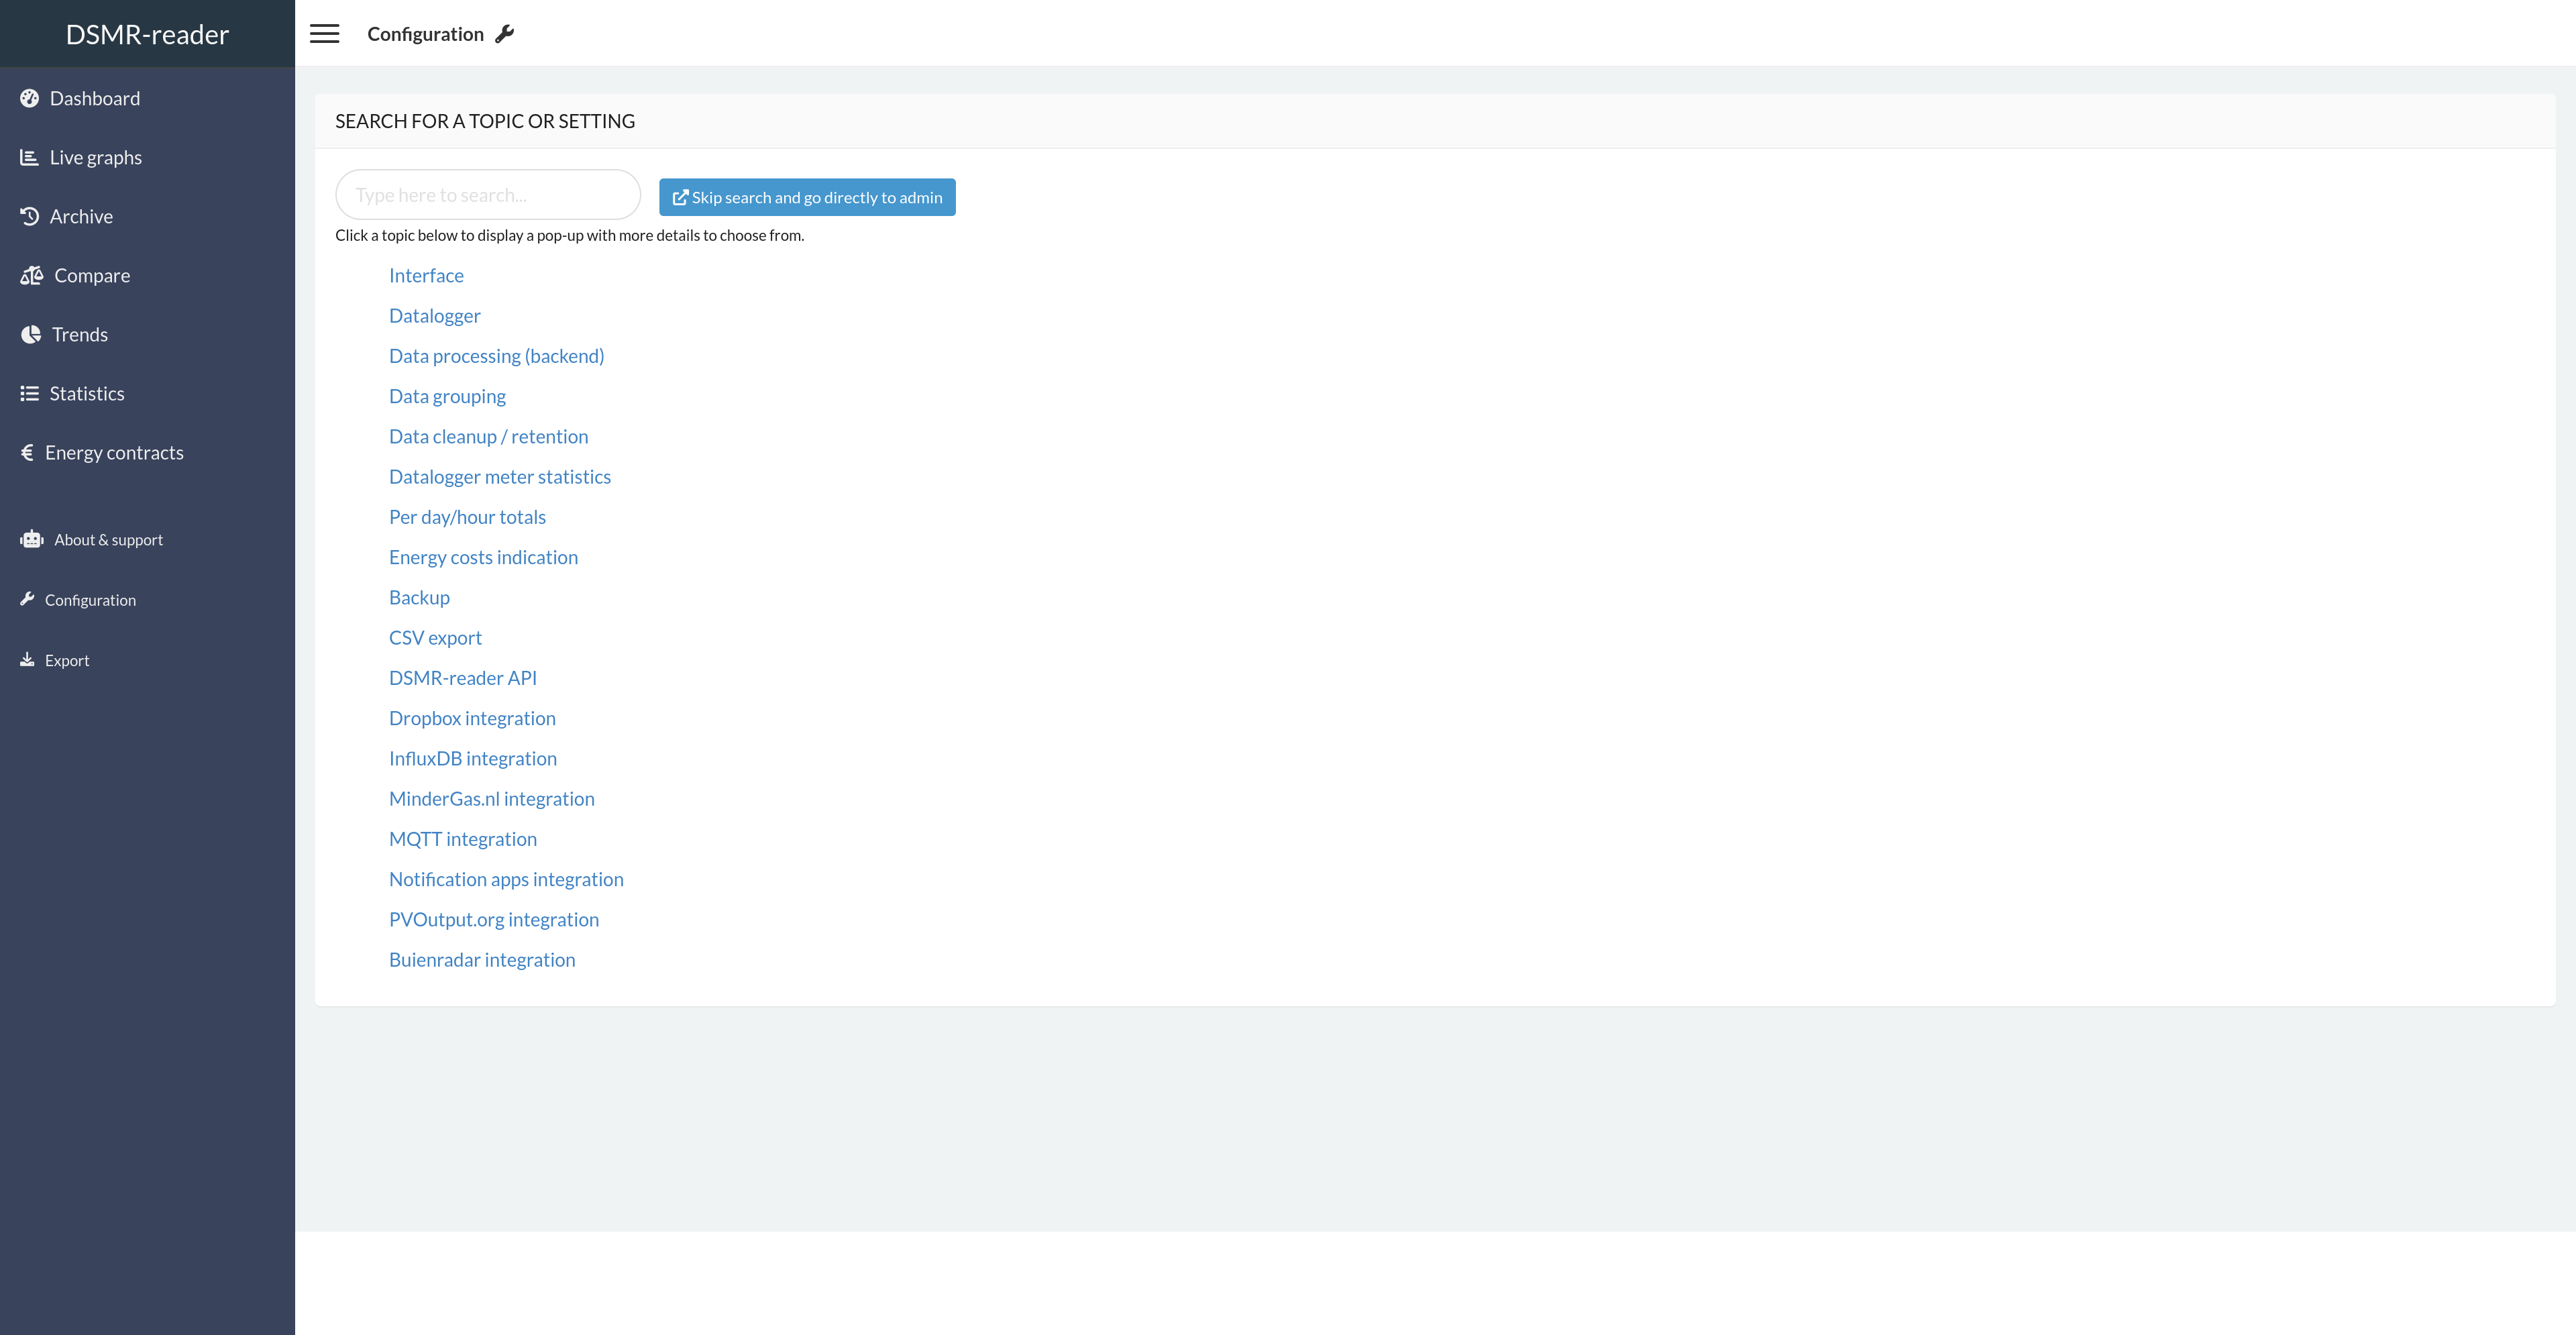 DSMR-reader
Dashboard
Live graphs
Archive
Compare
Trends
Statistics
Energy contracts
About & support
Configuration
Export
Configuration
SEARCH FOR A TOPIC OR SETTING
Type here to search...
Skip search and go directly to admin
Click a topic below to display a pop-up with more details to choose from.
Interface
Datalogger
Data processing (backend)
Data grouping
Data cleanup / retention
Datalogger meter statistics
Per day/hour totals
Energy costs indication
Backup
CSV export
DSMR-reader API
Dropbox integration
InfluxDB integration
MinderGas.nl integration
MQTT integration
Notification apps integration
PVOutput.org integration
Buienradar integration